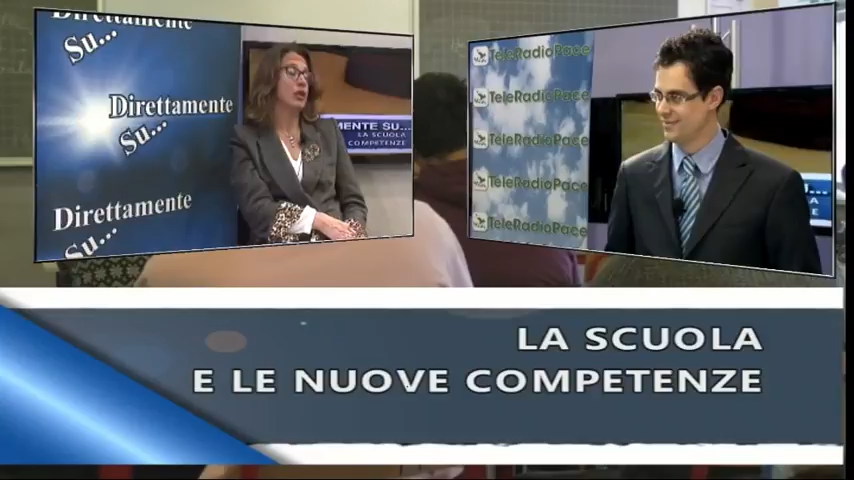 Direttamente
Su...
Direttamente
Su...
Direttamente
Su...
MENTE SU...
LA SCUOLA
COMPETENZE
TeleRadioPace
TeleRadioPace
TeleRadioPace
TeleRadioPace
TeleRadioPace
LA SCUOLA
E LE NUOVE COMPETENZE